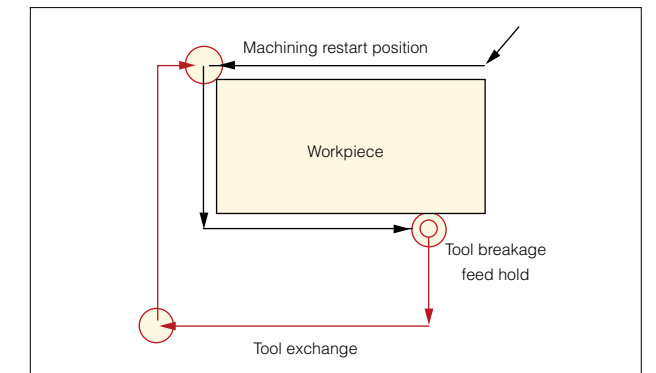 Machining restart position
Workpiece
Tool breakage
feed hold
Tool exchange